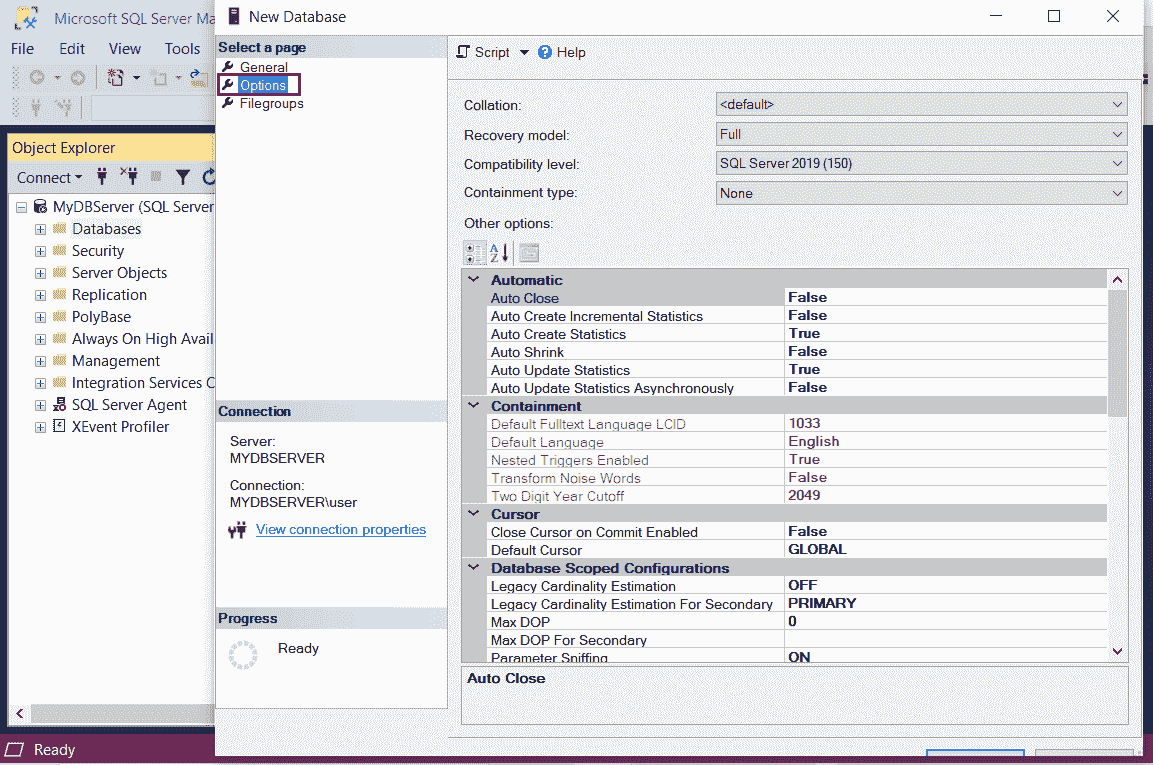 Microsoft SQL Server Ma
New Database
File Edit View Tools
Object Explorer
Connect
MyDBServer (SQL Server
Databases
Security
Server Objects
Replication
PolyBase
Always On High Avail
Management
Integration Services C
SQL Server Agent
XEvent Profiler
Ready
Select a page
General
Options
Filegroups
Connection
Server:
MYDBSERVER
Connection:
MYDBSERVER\user
View connection properties
Progress
Ready
Script Help
Collation: <default>
Recovery model: Full
Compatibility level: SQL Server 2019 (150)
Containment type: None
Other options:
Automatic
Auto Close False
Auto Create Incremental Statistics False
Auto Create Statistics True
Auto Shrink False
Auto Update Statistics True
Auto Update Statistics Asynchronously False
Containment
Default Fulltext Language LCID 1033
Default Language English
Nested Triggers Enabled True
Transform Noise Words False
Two Digit Year Cutoff 2049
Cursor
Close Cursor on Commit Enabled False
Default Cursor GLOBAL
Database Scoped Configurations
Legacy Cardinality Estimation OFF
Legacy Cardinality Estimation For Secondary PRIMARY
Max DOP 0
Max DOP For Secondary
Parameter Sniffing ON
Auto Close